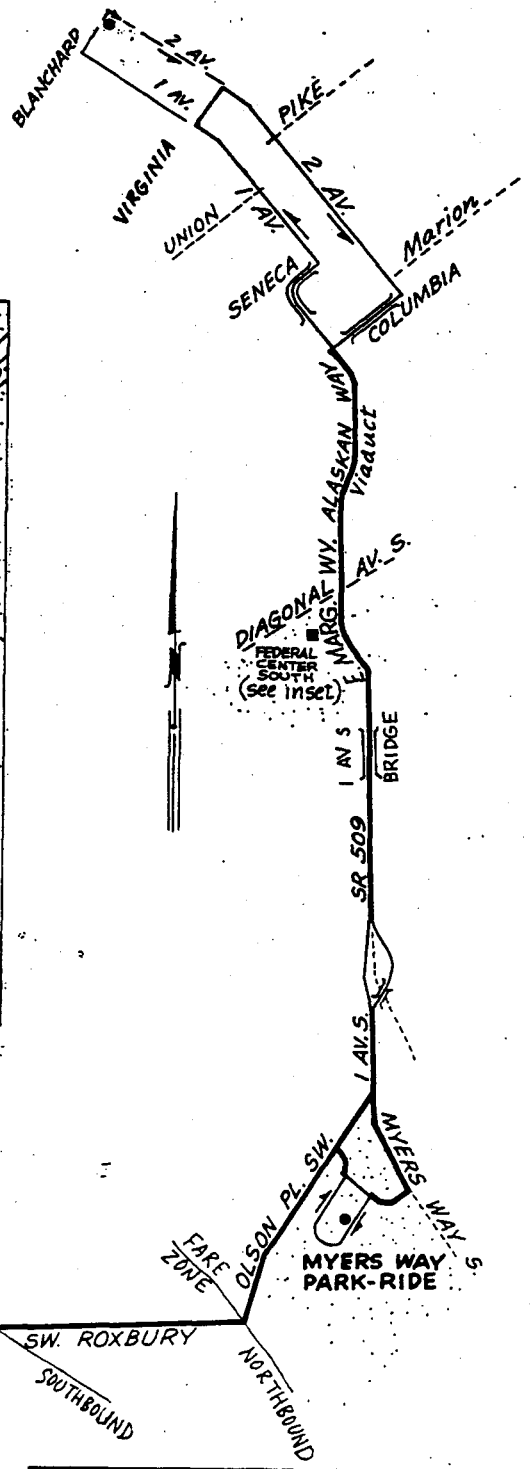 BLANCHARD
2 AV.
1 AV.
VIRGINIA
PIKE
2 AV.
UNION
1 AV.
SENECA
Marion
COLUMBIA
ALASKAN WAY
Viaduct
DIAGONAL AV. S.
E MARG. WY.
FEDERAL
CENTER
SOUTH
(see inset)
1 AV S
BRIDGE
SR 509
1 AV. S.
OLSON PL. SW.
MYERS WAY S
MYERS WAY
PARK-RIDE
FARE
ZONE
SW. ROXBURY
SOUTHBOUND
NORTHBOUND